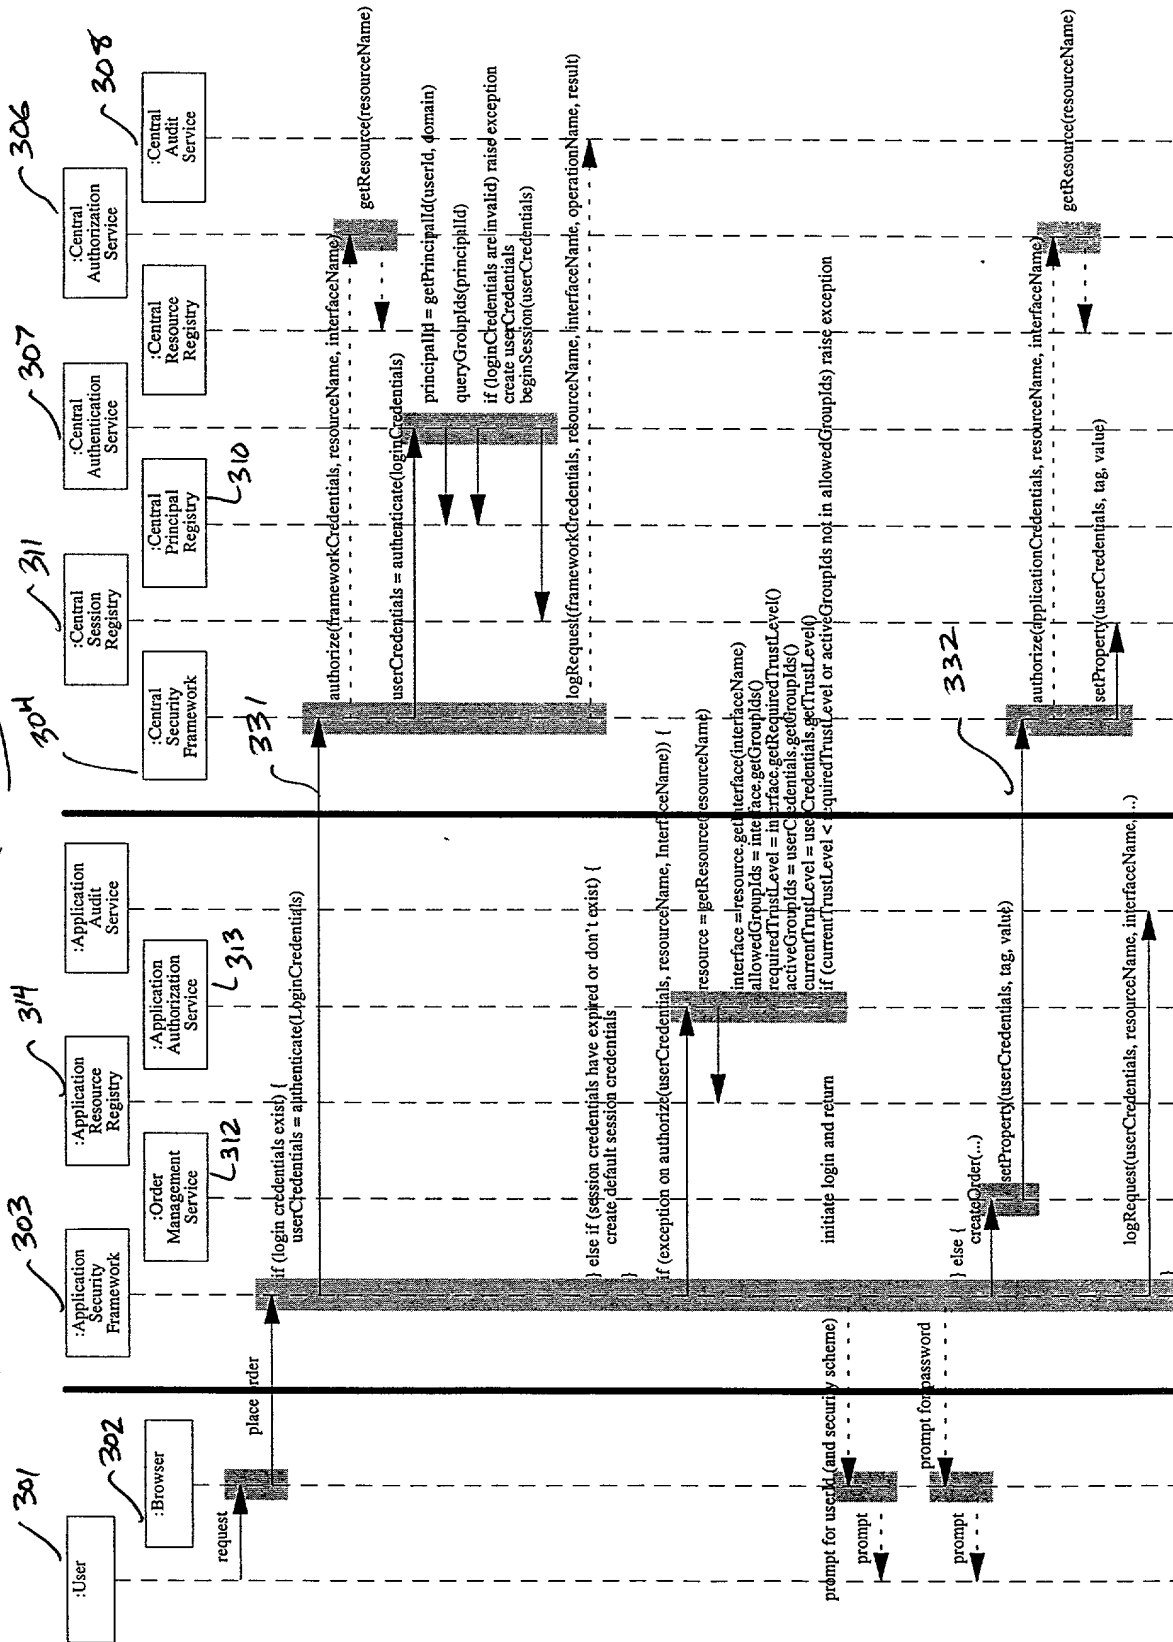 301
:User
302
:Browser
303
:Application
Security
Framework
:Order
Management
Service
312
314
:Application
Resource
Registry
:Application
Authorization
Service
313
:Application
Audit
Service
304
:Central
Security
Framework
311
:Central
Session
Registry
:Central
Principal
Registry
310
307
:Central
Authentication
Service
:Central
Resource
Registry
306
:Central
Authorization
Service
308
:Central
Audit
Service
request
place order
if (login credentials exist) {
userCredentials = authenticate(LoginCredentials)
331
authorize(frameworkCredentials, resourceName, interfaceName)
getResource(resourceName)
userCredentials = authenticate(loginCredentials)
principalId = getPrincipalId(userId, domain)
queryGroupIds(principalId)
if (loginCredentials are invalid) raise exception
create userCredentials
beginSession(userCredentials)
logRequest(frameworkCredentials, resourceName, interfaceName, operationName, result)
} else if (session credentials have expired or don't exist) {
create default session credentials
}
if (exception on authorize(userCredentials, resourceName, InterfaceName)) {
resource = getResource(resourceName)
interface = resource.getInterface(interfaceName)
allowedGroupIds = interface.getGroupIds()
requiredTrustLevel = interface.getRequiredTrustLevel()
activeGroupIds = userCredentials.getGroupIds()
currentTrustLevel = userCredentials.getTrustLevel()
if (currentTrustLevel < requiredTrustLevel or activeGroupIds not in allowedGroupIds) raise exception
initiate login and return
prompt for userId (and security scheme)
prompt
prompt for password
prompt
} else {
createOrder(...)
setProperty(userCredentials, tag, value)
332
authorize(applicationCredentials, resourceName, interfaceName)
getResource(resourceName)
setProperty(userCredentials, tag, value)
logRequest(userCredentials, resourceName, interfaceName, ...)
}